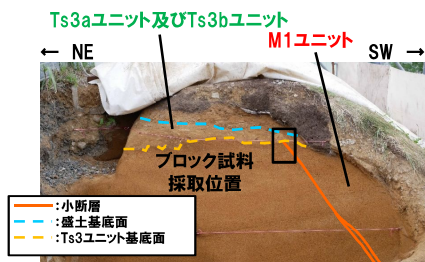 Ts3aユニット及びTs3bユニット
M1ユニット
← NE
SW →
ブロック試料
採取位置
:小断層
:盛土基底面
:Ts3ユニット基底面